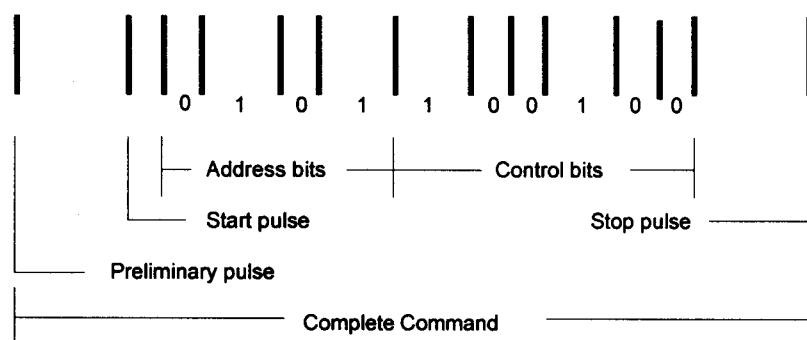 0 1 0 1 1 0 0 1 0 0
Address bits Control bits
Start pulse Stop pulse
Preliminary pulse
Complete Command